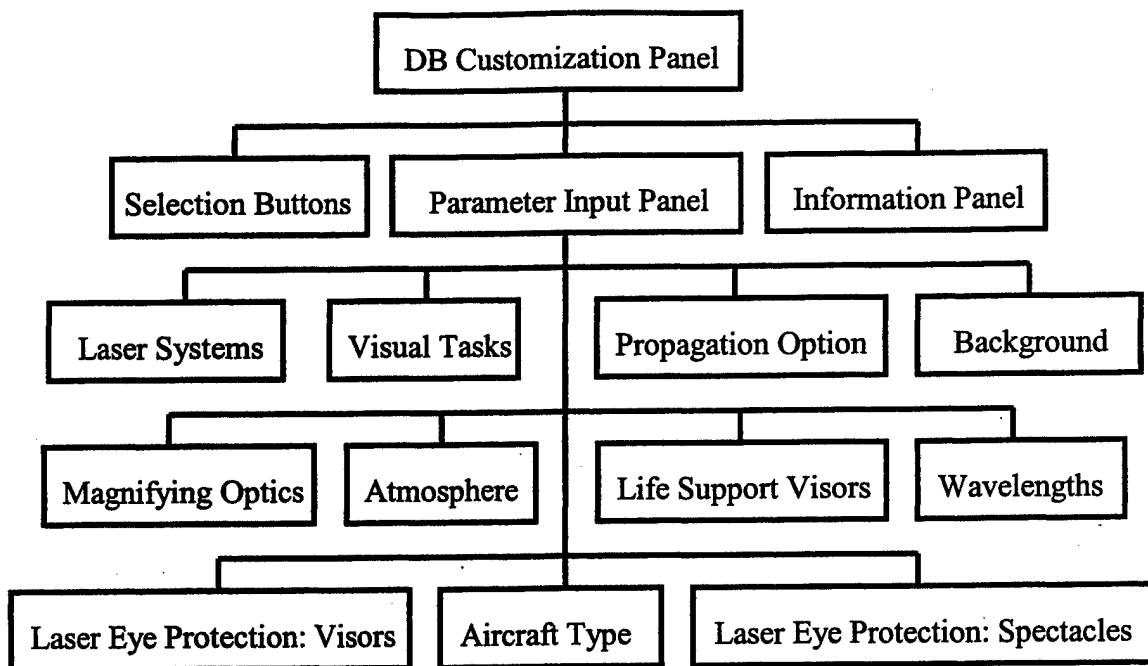 DB Customization Panel
Selection Buttons
Parameter Input Panel
Information Panel
Laser Systems
Visual Tasks
Propagation Option
Background
Magnifying Optics
Atmosphere
Life Support Visors
Wavelengths
Laser Eye Protection: Visors
Aircraft Type
Laser Eye Protection: Spectacles